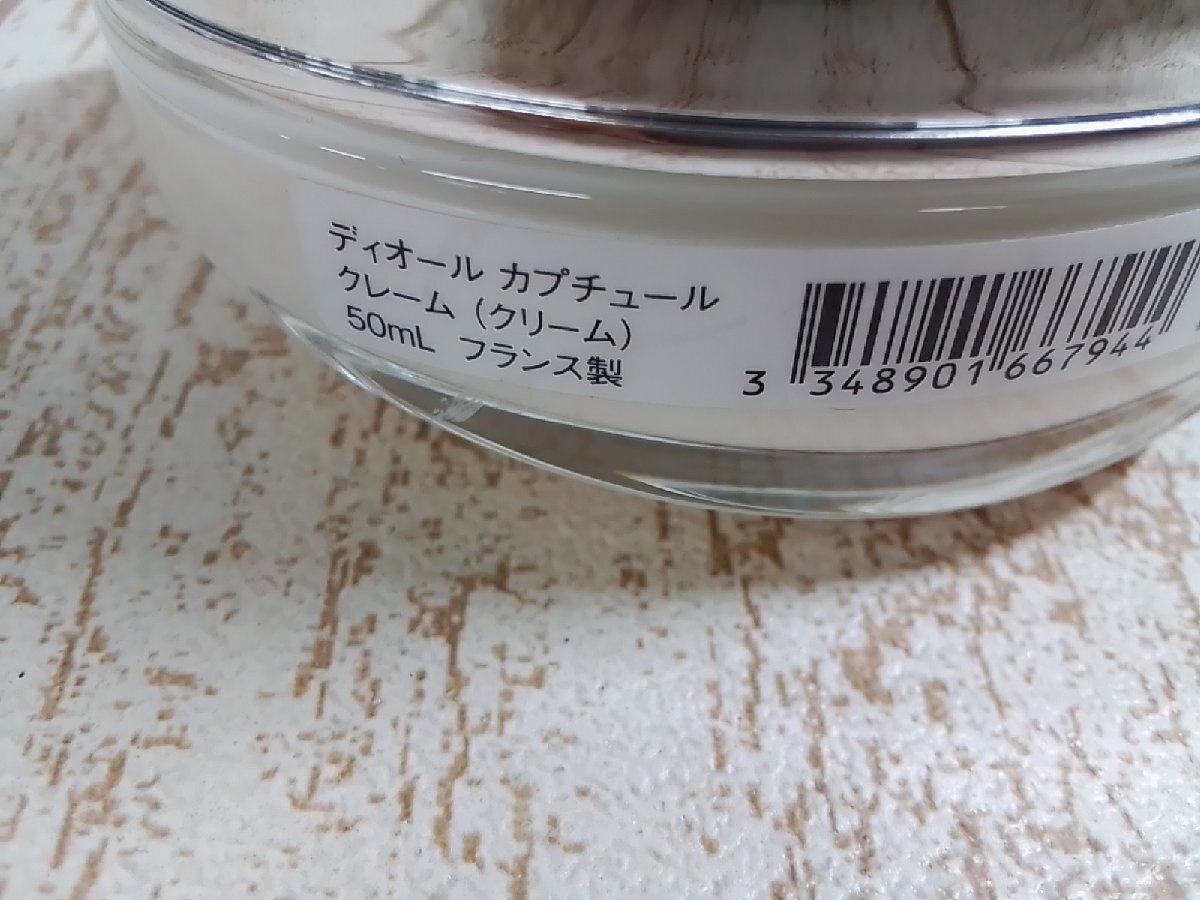 ディオール カプチュール
クレーム (クリーム)
50mL フランス製
3 348901 667944